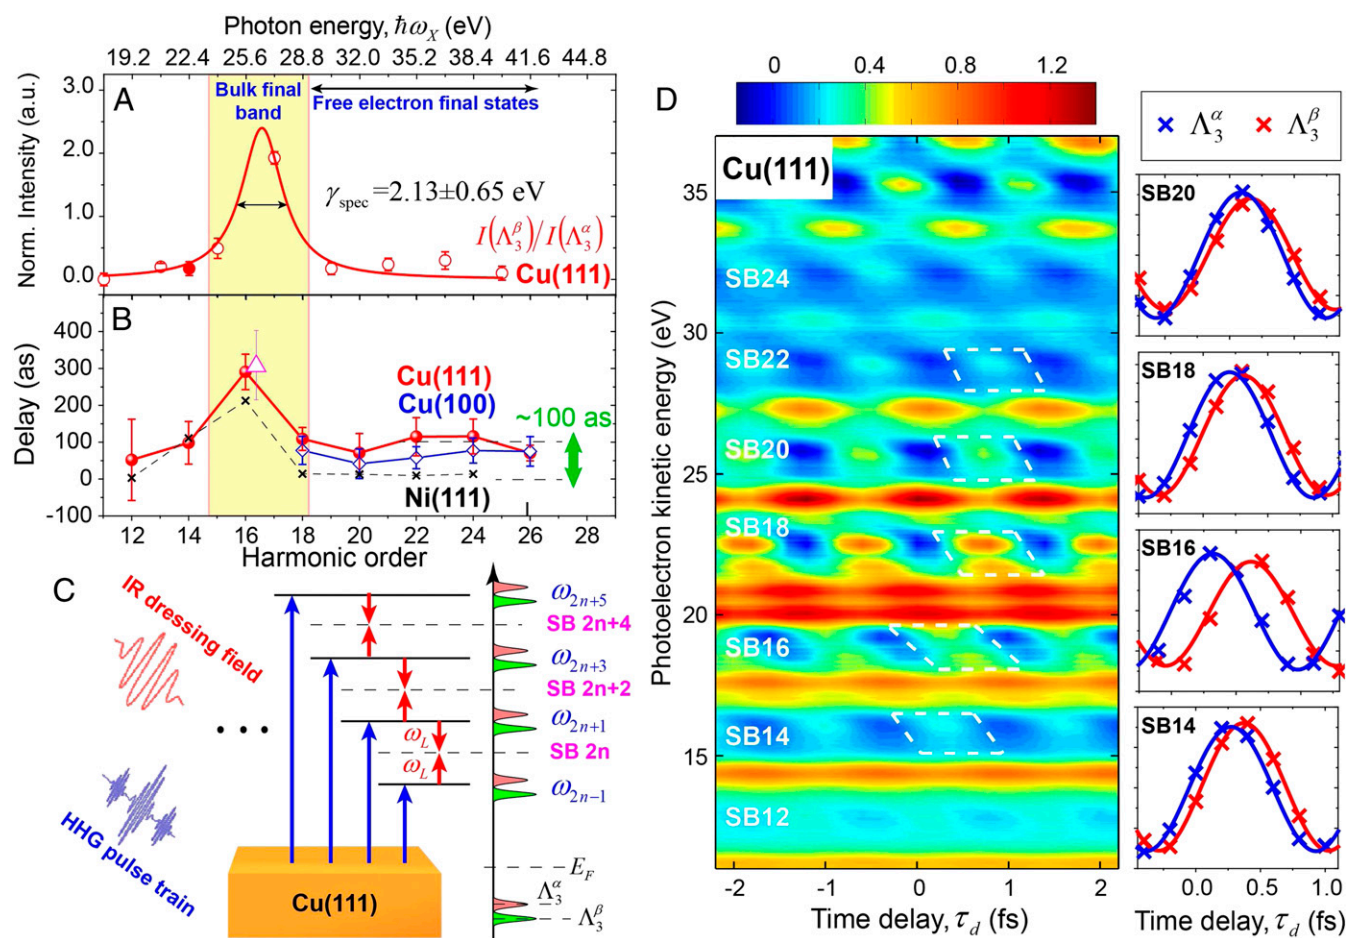 Photon energy, ħω_X (eV)
19.2 22.4 25.6 28.8 32.0 35.2 38.4 41.6 44.8
A
Bulk final
band
Free electron final states
Norm. Intensity (a.u.)
3.0
2.0
1.0
0.0
γ_spec=2.13±0.65 eV
I(Λ₃^β)/I(Λ₃^α)
Cu(111)
B
Delay (as)
400
300
200
100
0
-100
Cu(111)
Cu(100)
~100 as
Ni(111)
12 14 16 18 20 22 24 26 28
Harmonic order
C
IR dressing field
HHG pulse train
...
ω_L
ω_L
Cu(111)
ω_2n+5
SB 2n+4
ω_2n+3
SB 2n+2
ω_2n+1
SB 2n
ω_2n−1
E_F
Λ₃^α
Λ₃^β
D
0 0.4 0.8 1.2
Cu(111)
Photoelectron kinetic energy (eV)
35
30
25
20
15
SB24
SB22
SB20
SB18
SB16
SB14
SB12
-2 -1 0 1 2
Time delay, τ_d (fs)
Λ₃^α Λ₃^β
SB20
SB18
SB16
SB14
0.0 0.5 1.0
Time delay, τ_d (fs)